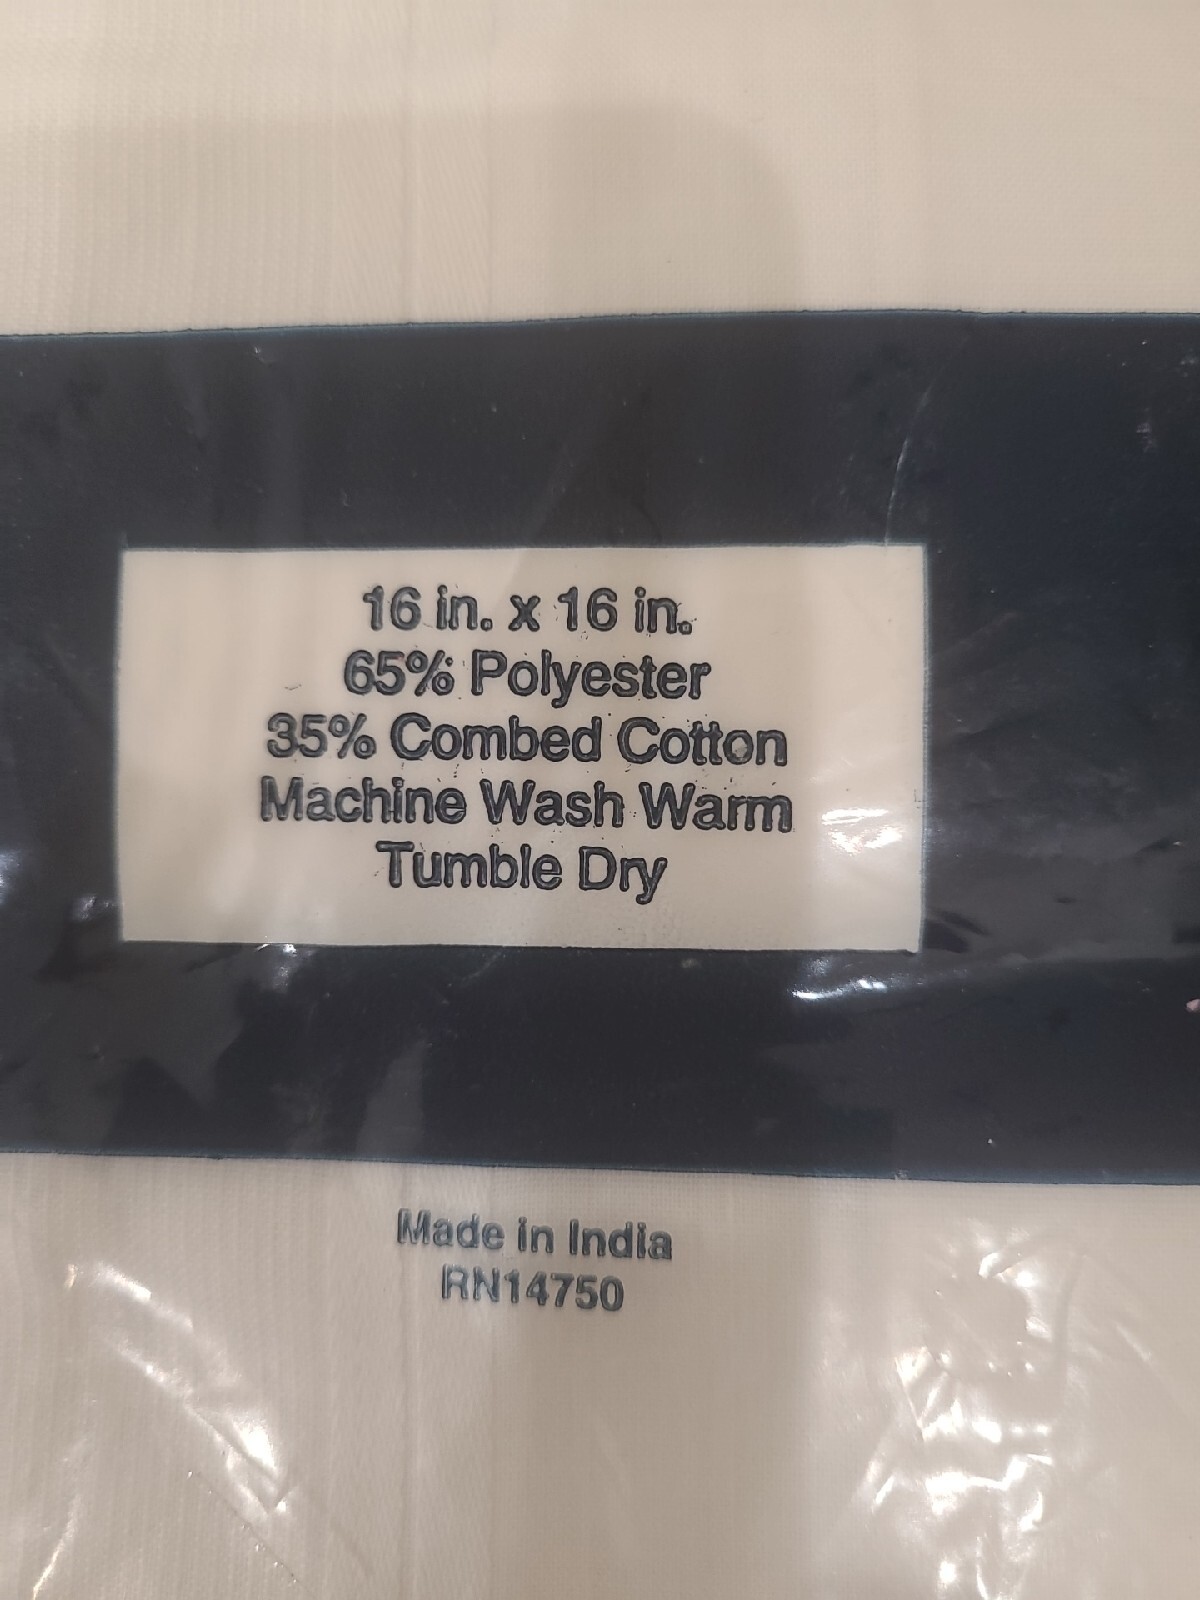 16 in. x 16 in.
65% Polyester
35% Combed Cotton
Machine Wash Warm
Tumble Dry
Made in India
RN14750